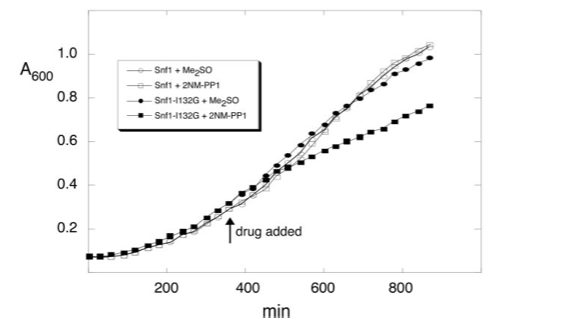 1.0
A600
0.8
0.6
0.4
0.2
Snf1 + Me2SO
Snf1 + 2NM-PP1
Snf1-I132G + Me2SO
Snf1-I132G + 2NM-PP1
drug added
200 400 600 800
min